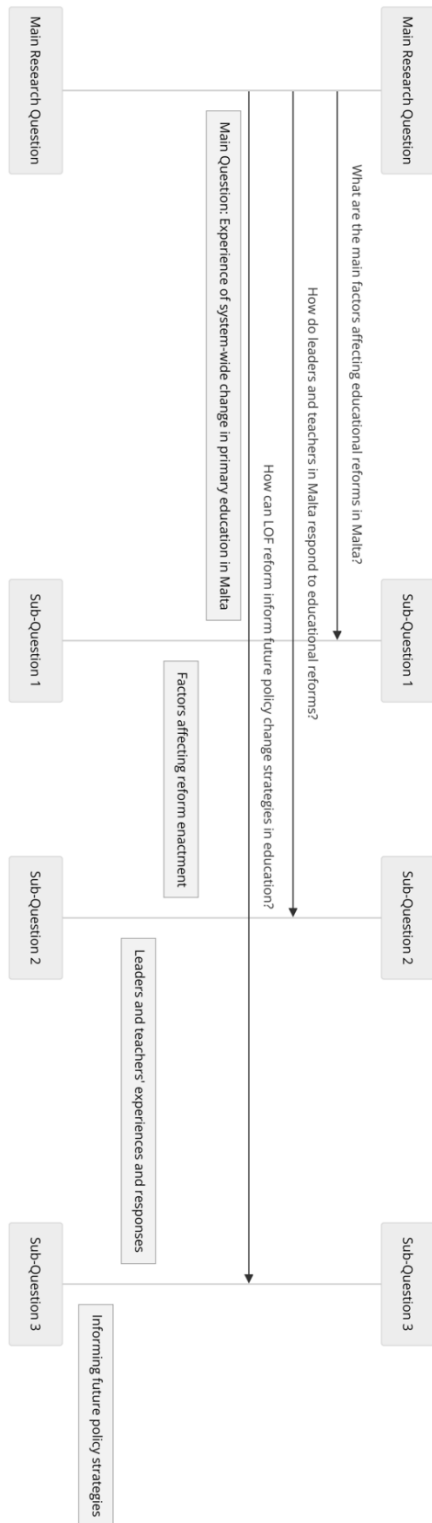 Main Research Question
Sub-Question 1
Sub-Question 2
Sub-Question 3
What are the main factors affecting educational reforms in Malta?
How do leaders and teachers in Malta respond to educational reforms?
How can LOF reform inform future policy change strategies in education?
Main Question: Experience of system-wide change in primary education in Malta
Factors affecting reform enactment
Leaders and teachers' experiences and responses
Informing future policy strategies
Main Research Question
Sub-Question 1
Sub-Question 2
Sub-Question 3